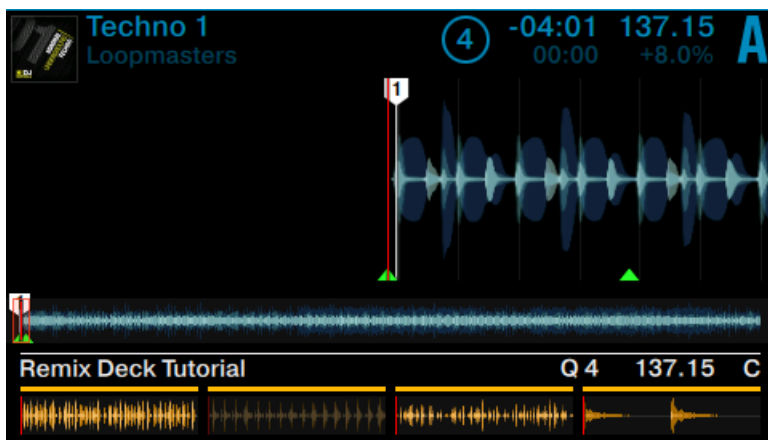 Techno 1
4
-04:01
137.15
A
Loopmasters
00:00
+8.0%
1
1
Remix Deck Tutorial
Q 4
137.15
C